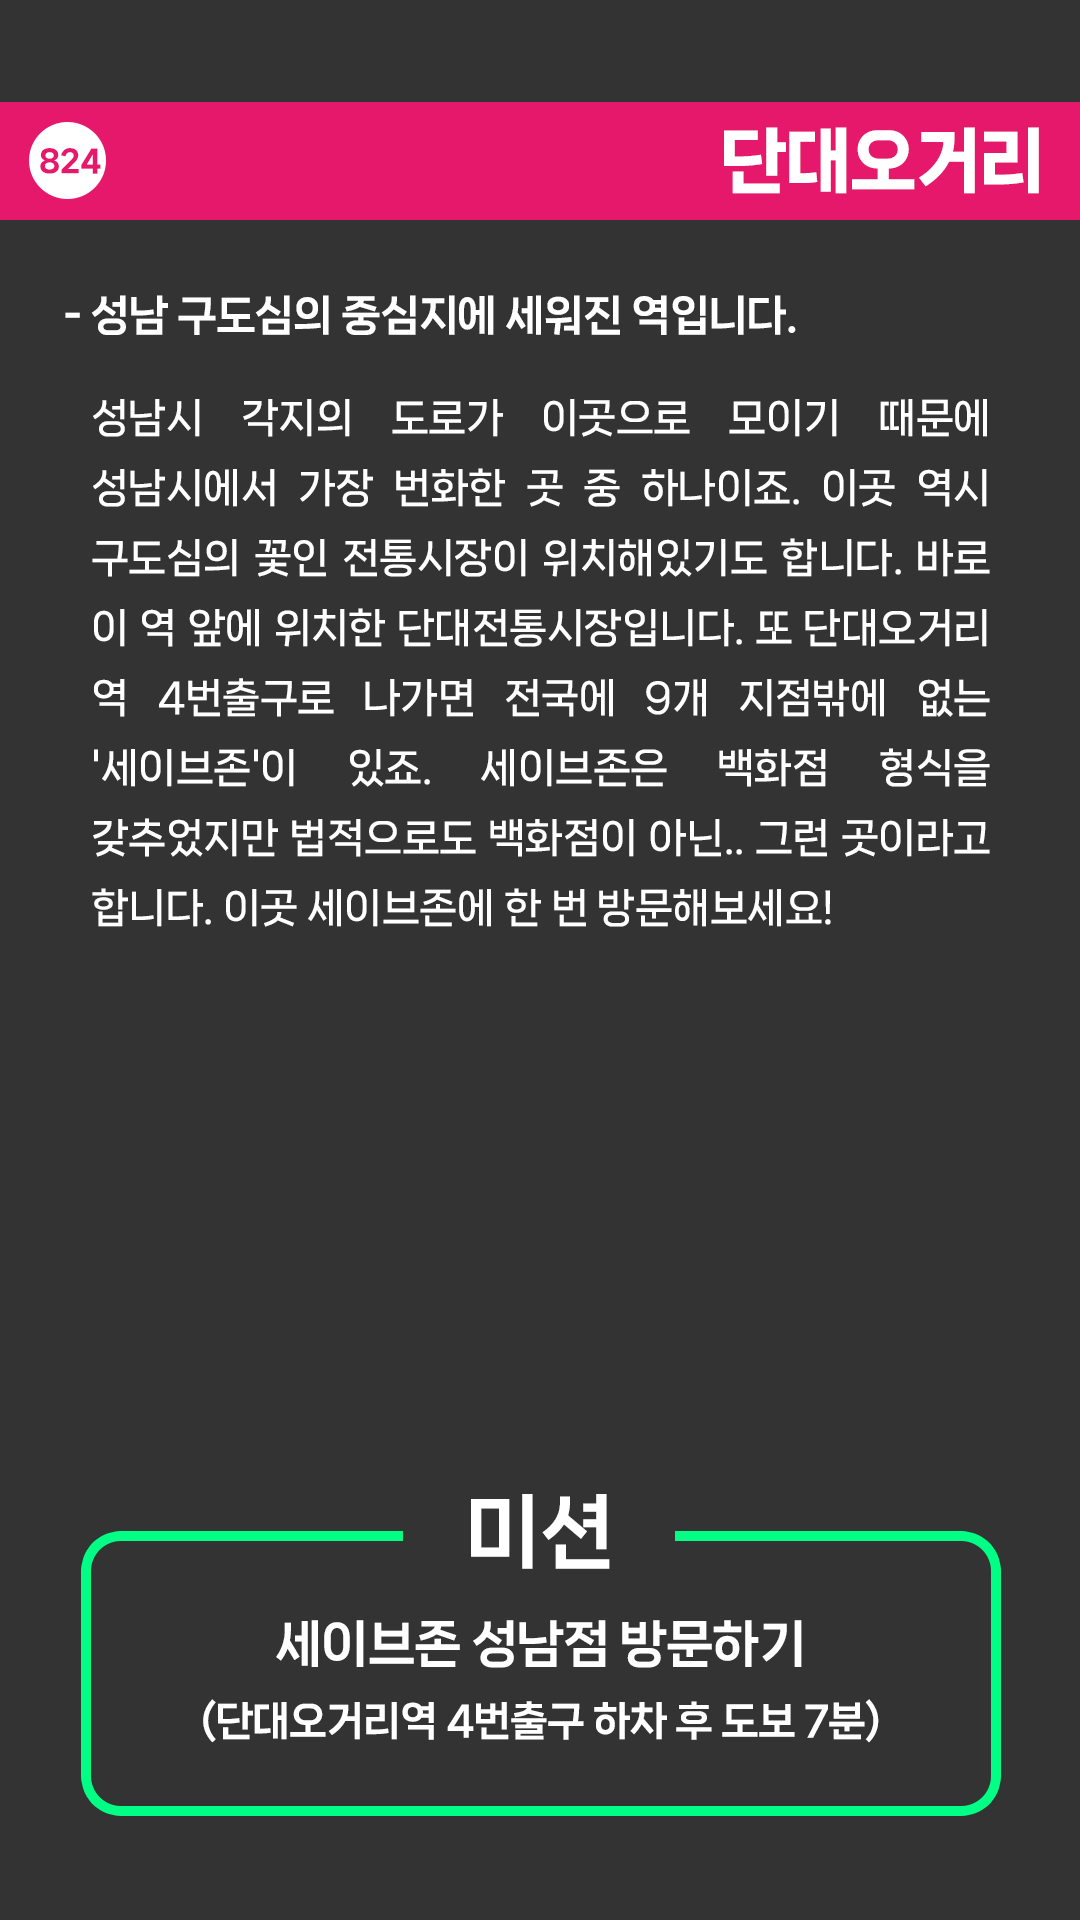 824
단대오거리
- 성남 구도심의 중심지에 세워진 역입니다.
성남시 각지의 도로가 이곳으로 모이기 때문에
성남시에서 가장 번화한 곳 중 하나이죠. 이곳 역시
구도심의 꽃인 전통시장이 위치해있기도 합니다. 바로
이 역 앞에 위치한 단대전통시장입니다. 또 단대오거리
역 4번출구로 나가면 전국에 9개 지점밖에 없는
'세이브존'이 있죠. 세이브존은 백화점 형식을
갖추었지만 법적으로도 백화점이 아닌.. 그런 곳이라고
합니다. 이곳 세이브존에 한 번 방문해보세요!
미션
세이브존 성남점 방문하기
(단대오거리역 4번출구 하차 후 도보 7분)